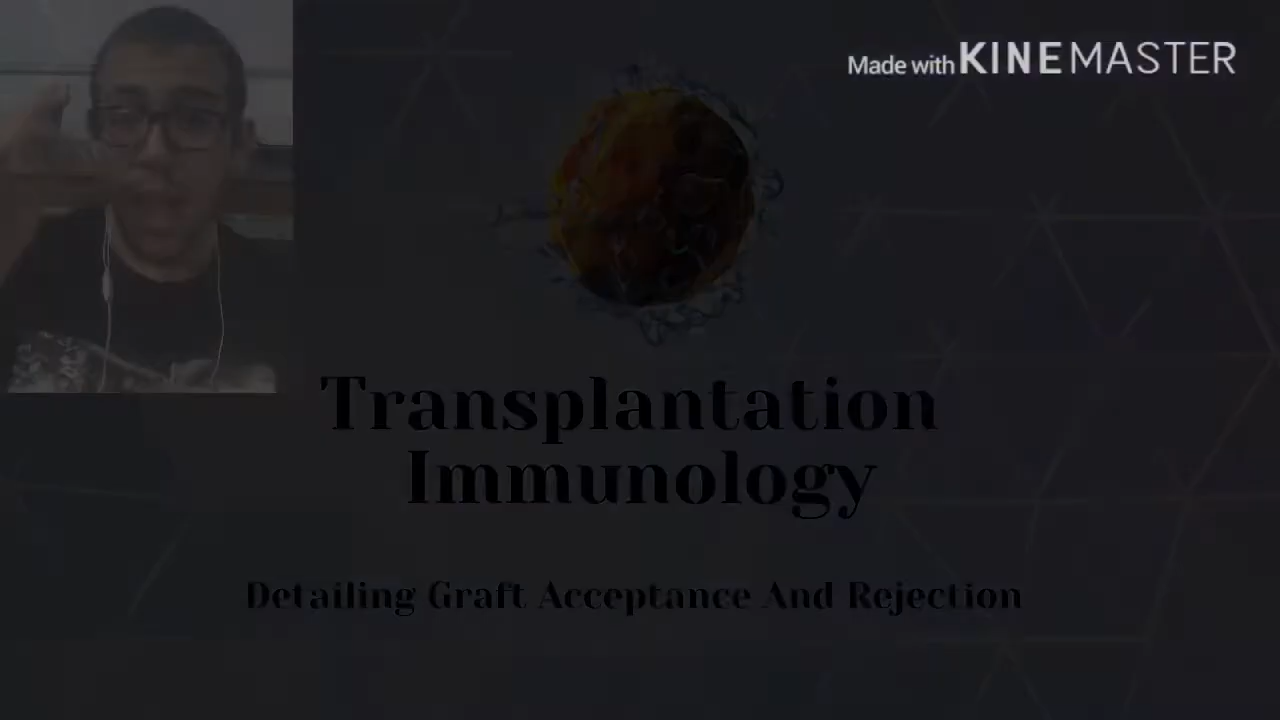 Made with KINEMASTER
Transplantation
Immunology
Detailing Graft Acceptance And Rejection